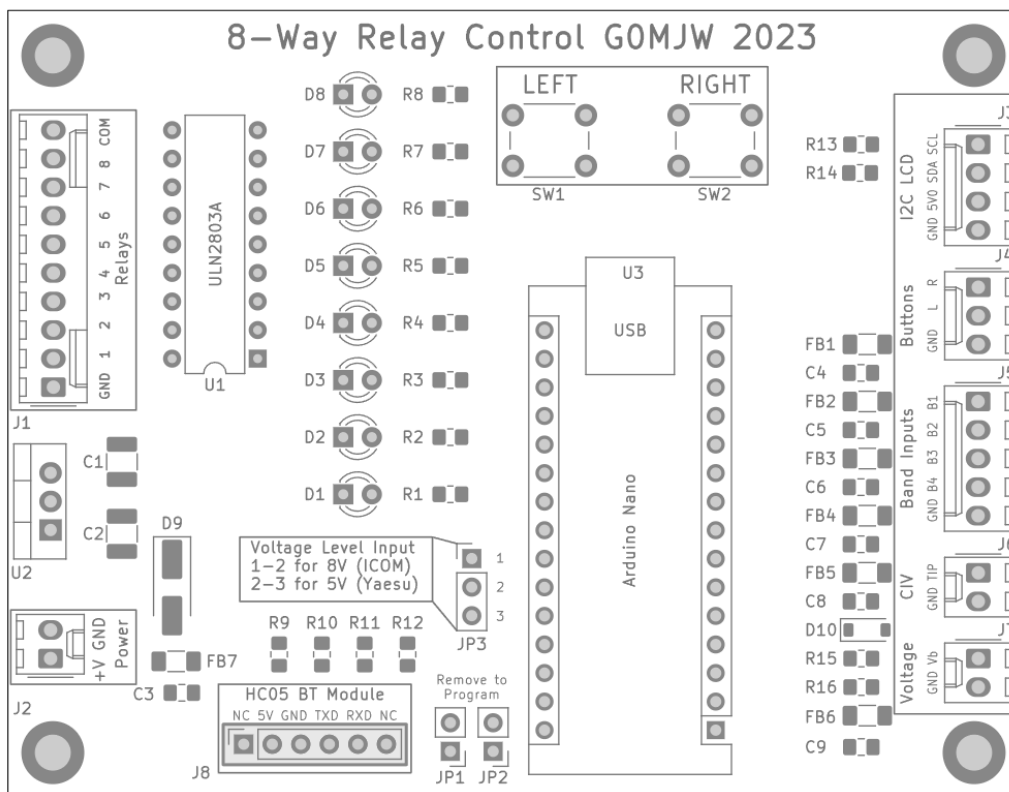 8-Way Relay Control G0MJW 2023
LEFT
RIGHT
SW1
SW2
D8
R8
D7
R7
D6
R6
D5
R5
D4
R4
D3
R3
D2
R2
D1
R1
COM
8
7
6
5
4
3
2
1
GND
Relays
J1
ULN2803A
U1
U3
USB
Arduino Nano
R13
R14
J3
SCL
SDA
5V0
GND
I2C LCD
J4
R
L
GND
Buttons
J5
B1
B2
B3
B4
GND
Band Inputs
J6
TIP
GND
CIV
J7
Vb
GND
Voltage
FB1
C4
FB2
C5
FB3
C6
FB4
C7
FB5
C8
D10
R15
R16
FB6
C9
C1
C2
U2
D9
Voltage Level Input
1-2 for 8V (ICOM)
2-3 for 5V (Yaesu)
1
2
3
JP3
R9
R10
R11
R12
+V GND
Power
J2
FB7
C3
HC05 BT Module
NC 5V GND TXD RXD NC
J8
Remove to
Program
JP1
JP2